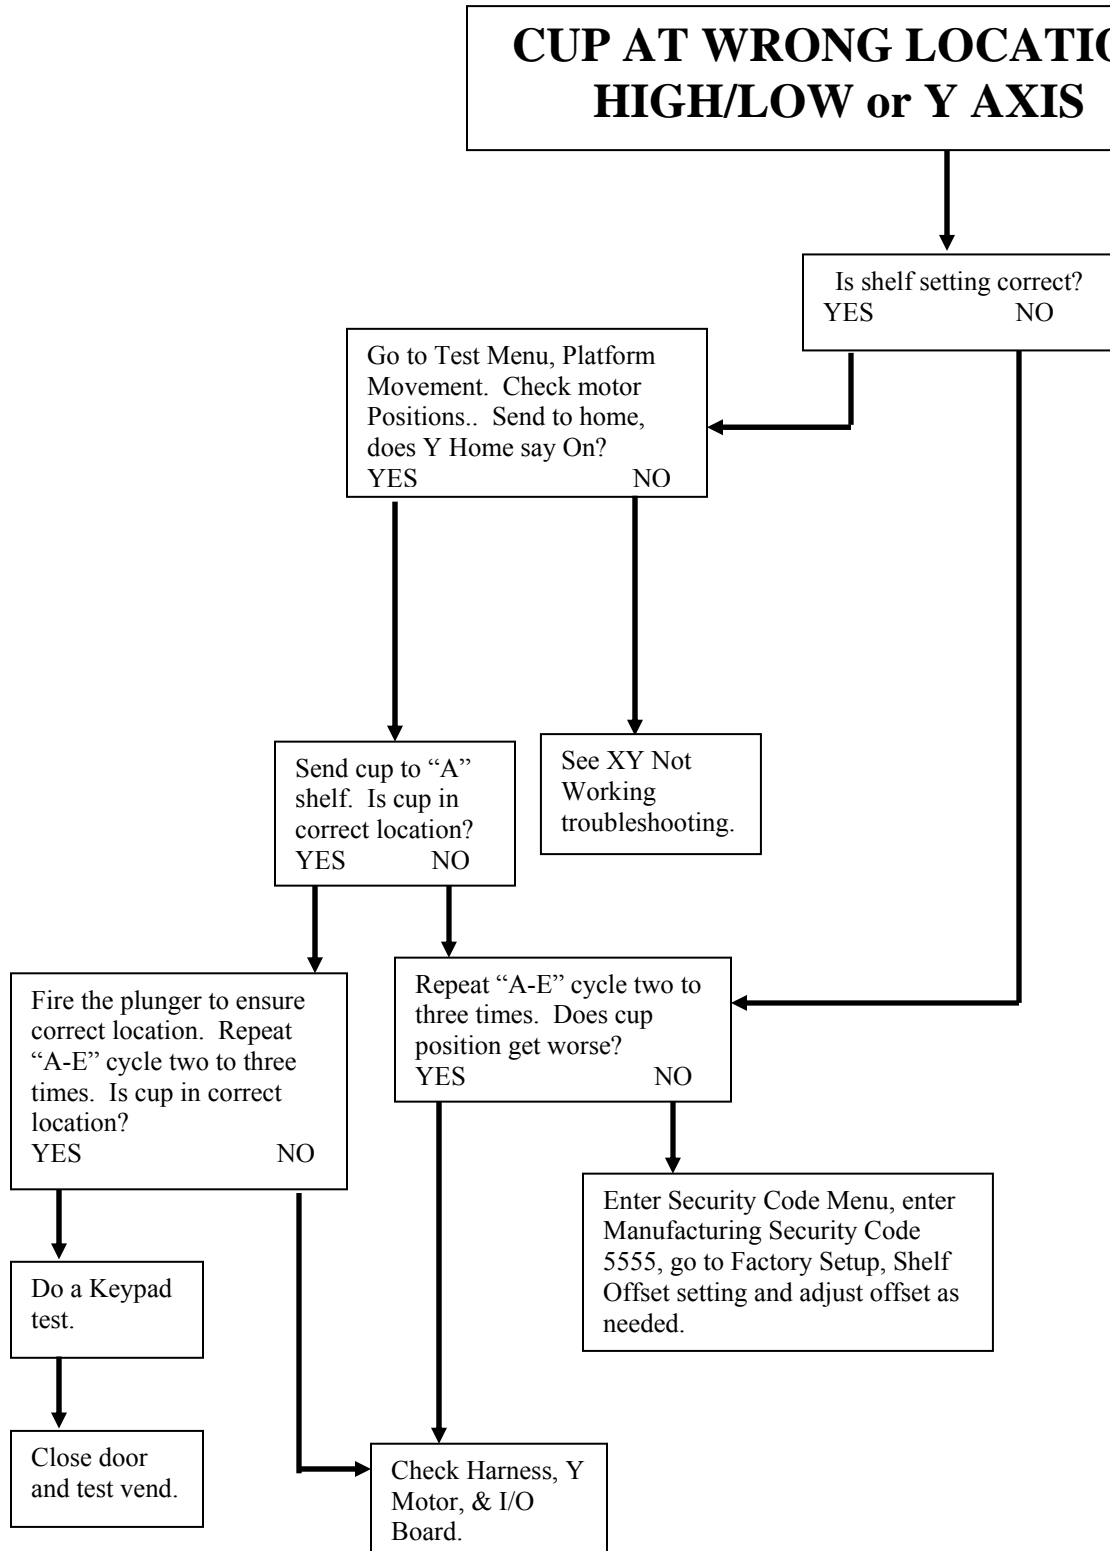 CUP AT WRONG LOCATIO
HIGH/LOW or Y AXIS
Is shelf setting correct?
YES NO
Go to Test Menu, Platform
Movement. Check motor
Positions.. Send to home,
does Y Home say On?
YES NO
Send cup to “A”
shelf. Is cup in
correct location?
YES NO
See XY Not
Working
troubleshooting.
Fire the plunger to ensure
correct location. Repeat
“A-E” cycle two to three
times. Is cup in correct
location?
YES NO
Repeat “A-E” cycle two to
three times. Does cup
position get worse?
YES NO
Enter Security Code Menu, enter
Manufacturing Security Code
5555, go to Factory Setup, Shelf
Offset setting and adjust offset as
needed.
Do a Keypad
test.
Close door
and test vend.
Check Harness, Y
Motor, & I/O
Board.